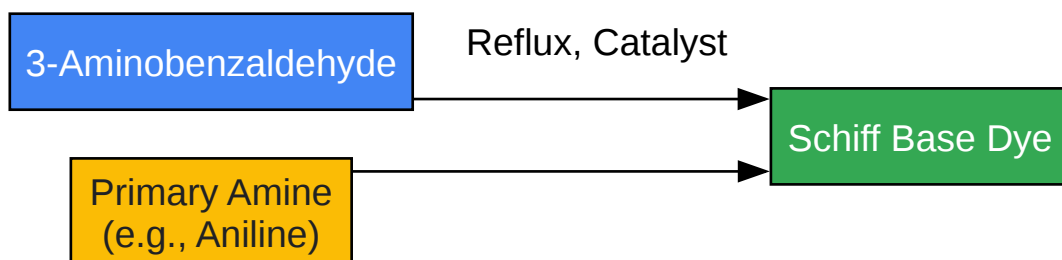 3-Aminobenzaldehyde
Reflux, Catalyst
Schiff Base Dye
Primary Amine
(e.g., Aniline)